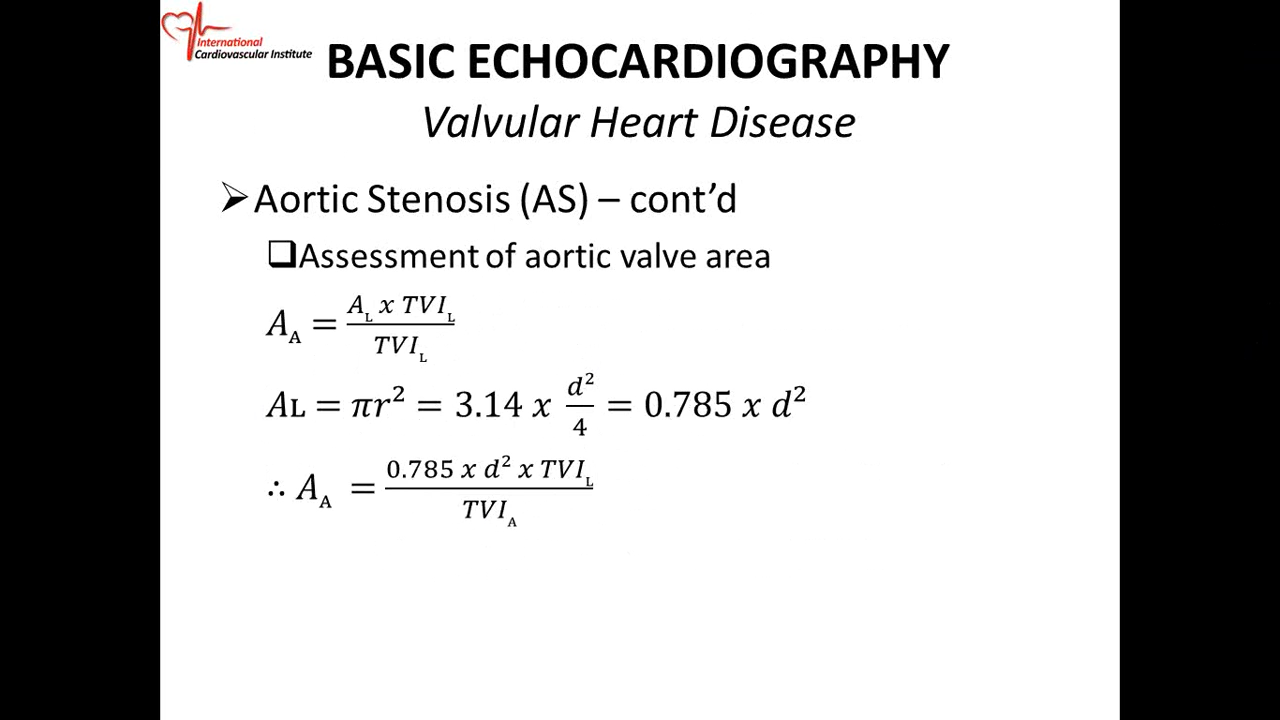 International
Cardiovascular Institute
BASIC ECHOCARDIOGRAPHY
Valvular Heart Disease
➢Aortic Stenosis (AS) – cont’d
❑Assessment of aortic valve area
A_A = (A_L x TVI_L) / TVI_L
AL = πr² = 3.14 x d²/4 = 0.785 x d²
∴ A_A = (0.785 x d² x TVI_L) / TVI_A